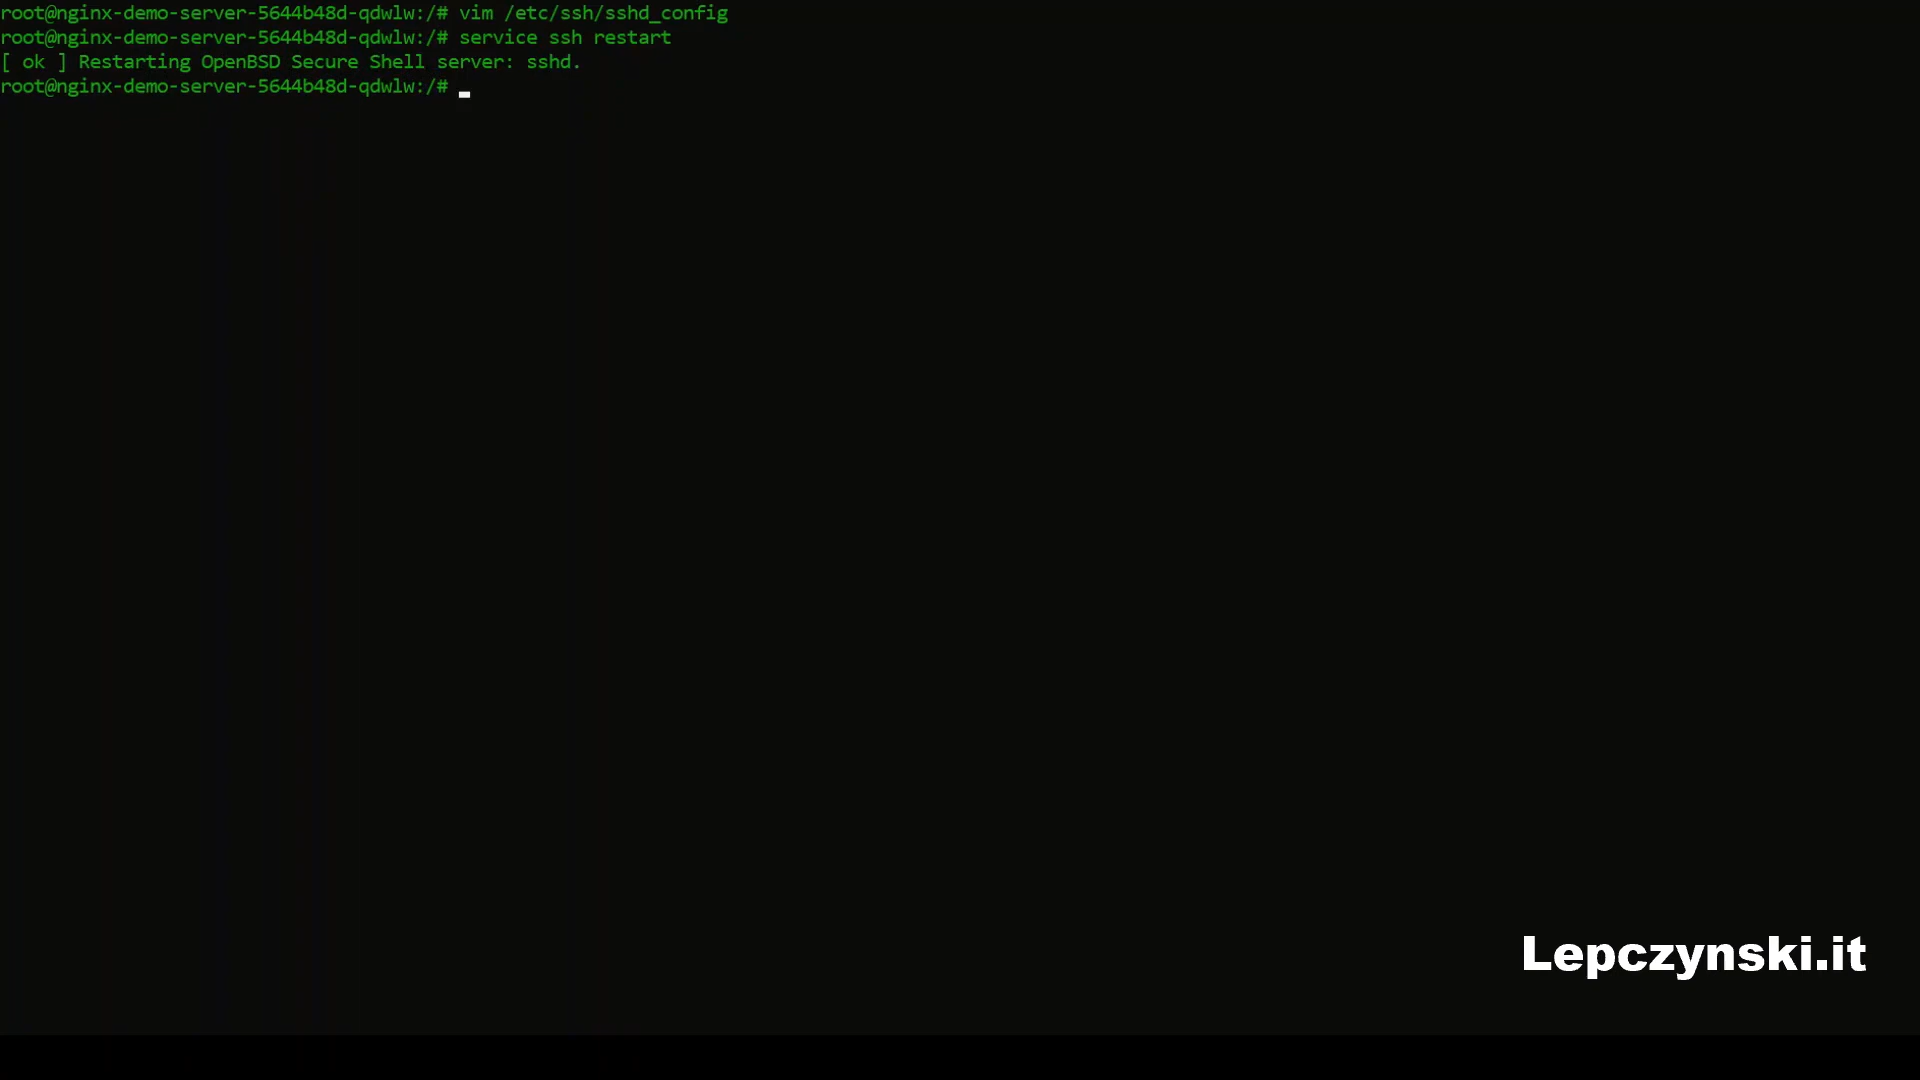 root@nginx-demo-server-5644b48d-qdwlw:/# vim /etc/ssh/sshd_config
root@nginx-demo-server-5644b48d-qdwlw:/# service ssh restart
[ ok ] Restarting OpenBSD Secure Shell server: sshd.
root@nginx-demo-server-5644b48d-qdwlw:/#
Lepczynski.it